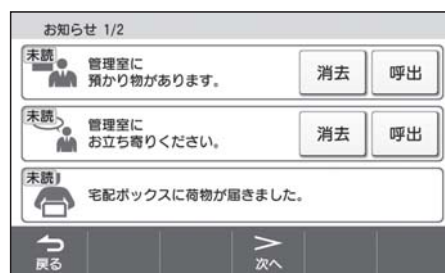 お知らせ 1/2
未読
管理室に
預かり物があります。
消去
呼出
未読
管理室に
お立ち寄りください。
消去
呼出
未読
宅配ボックスに荷物が届きました。
戻る
次へ